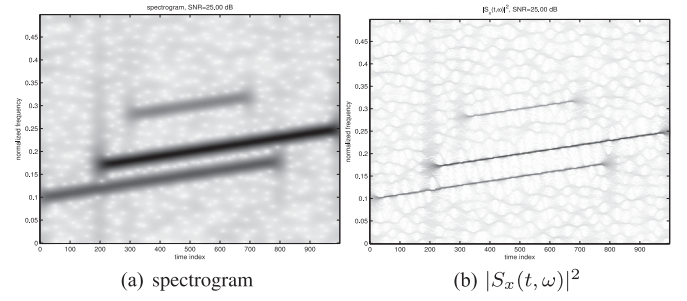 spectrogram, SNR=25.00 dB
normalized frequency
0.45
0.4
0.35
0.3
0.25
0.2
0.15
0.1
0.05
0
0 100 200 300 400 500 600 700 800 900
time index
(a) spectrogram
|S_x(t,ω)|², SNR=25.00 dB
normalized frequency
0.45
0.4
0.35
0.3
0.25
0.2
0.15
0.1
0.05
0
0 100 200 300 400 500 600 700 800 900
time index
(b) |S_x(t, ω)|²